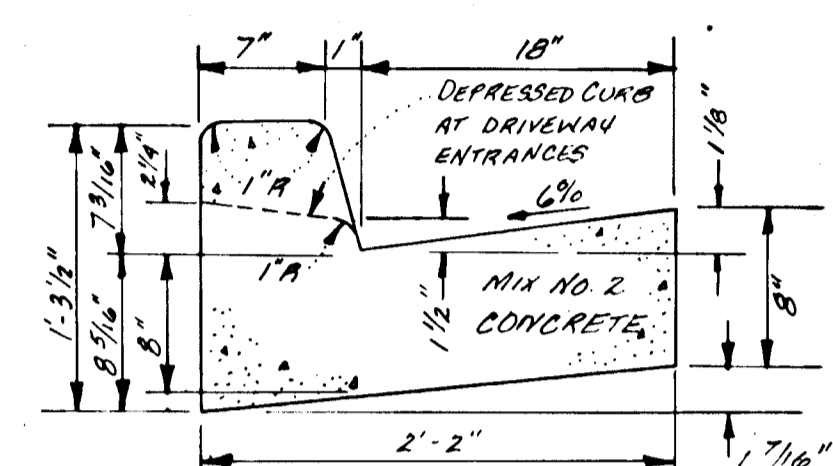 7"
1"
18"
DEPRESSED CURB
AT DRIVEWAY
ENTRANCES
1 1/8"
2 1/4"
7 3/16"
1"R
6%
1'-3 1/2"
1"R
8 5/16"
8"
1 1/2"
MIX NO. 2
CONCRETE
8"
2'-2"
1 7/16"